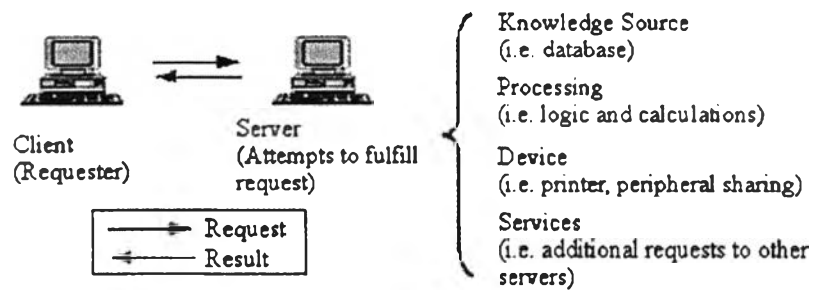 Client
(Requester)
Server
(Attempts to fulfill
request)
Request
Result
Knowledge Source
(i.e. database)
Processing
(i.e. logic and calculations)
Device
(i.e. printer, peripheral sharing)
Services
(i.e. additional requests to other
servers)